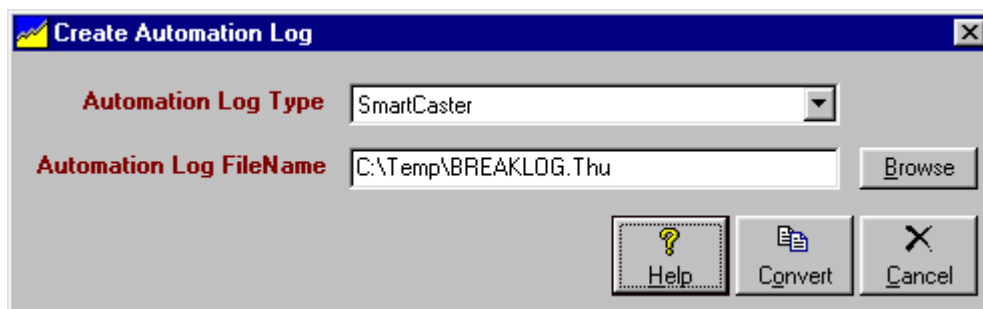 Create Automation Log
Automation Log Type SmartCaster
Automation Log FileName C:\Temp\BREAKLOG.Thu Browse
Help Convert Cancel